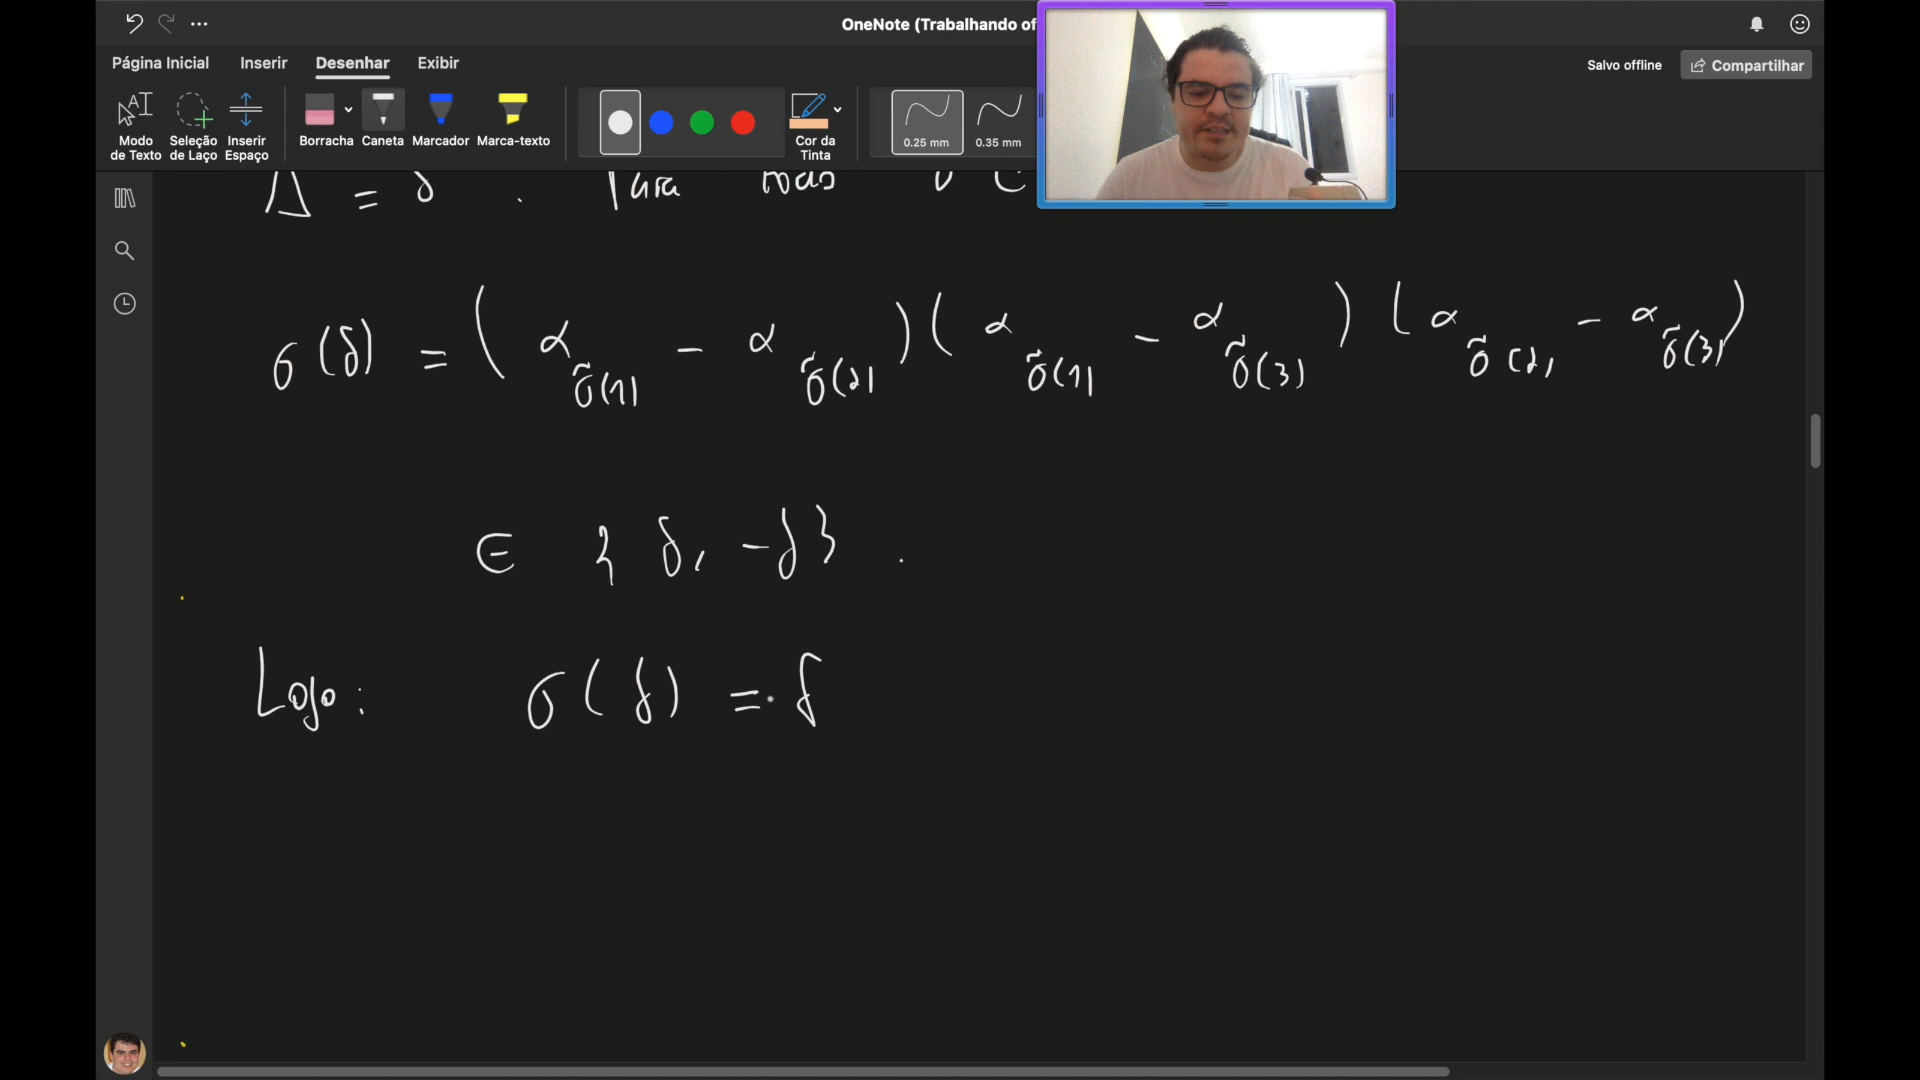 OneNote (Trabalhando of
Página Inicial Inserir Desenhar Exibir
Salvo offline Compartilhar
Modo de Texto Seleção de Laço Inserir Espaço Borracha Caneta Marcador Marca-texto Cor da Tinta 0.25 mm 0.35 mm
Δ = δ . Para todo σ ∈
σ(δ) = (α_σ̃(1) - α_σ̃(2))(α_σ̃(1) - α_σ̃(3))(α_σ̃(2) - α_σ̃(3))
∈ {δ, -δ} .
Logo: σ(δ) = δ